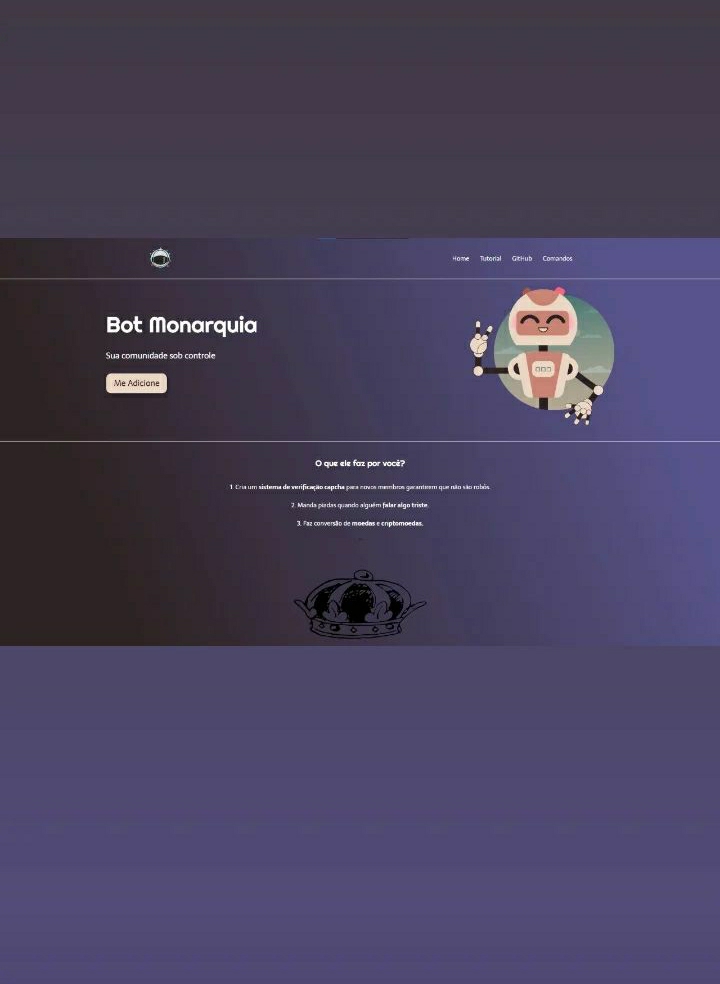 Home Tutorial GitHub Comandos
Bot Monarquia
Sua comunidade sob controle
Me Adicione
O que ele faz por você?
1. Cria um sistema de verificação capcha para novos membros garantirem que não são robôs.
2. Manda piadas quando alguém falar algo triste.
3. Faz conversão de moedas e criptomoedas.